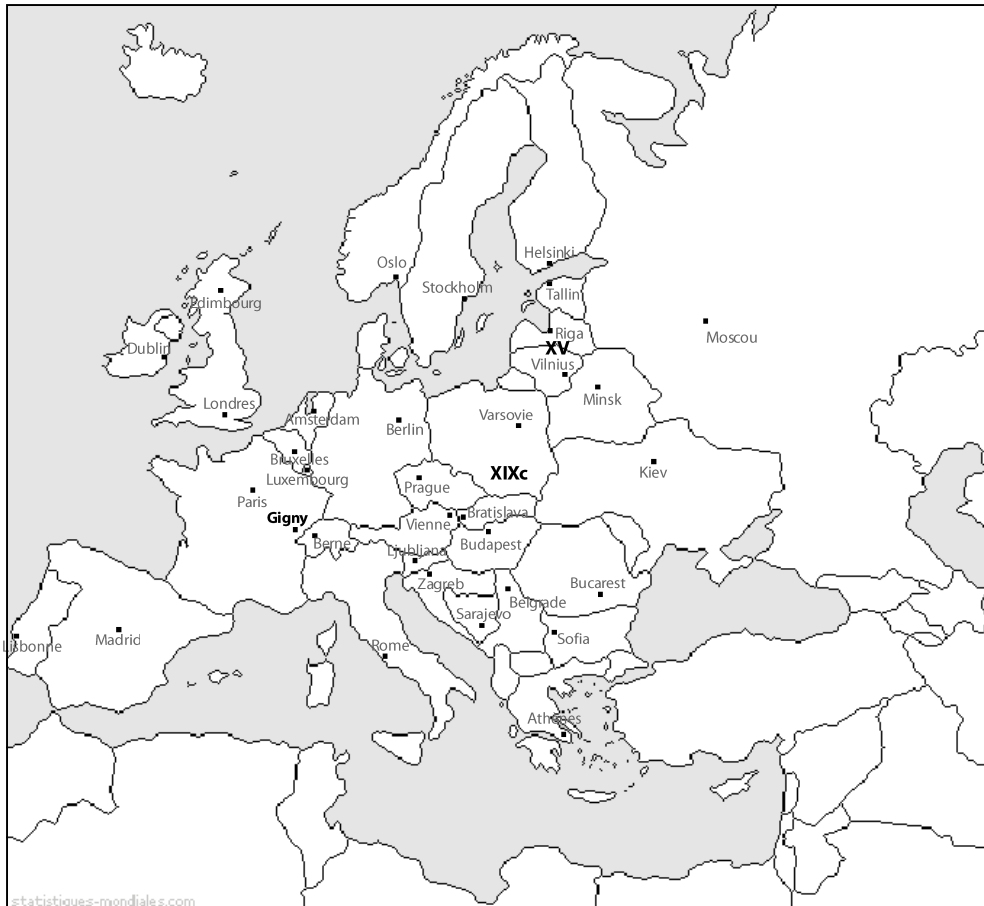 Helsinki
Oslo
Stockholm
Tallin
Edimbourg
Moscou
Riga
XV
Dublin
Vilnius
Minsk
Londres
Amsterdam
Varsovie
Berlin
Bruxelles
Luxembourg
XIXc
Kiev
Prague
Paris
Gigny
Bratislava
Vienne
Berne
Budapest
Ljubljana
Zagreb
Bucarest
Belgrade
Sarajevo
Lisbonne
Madrid
Rome
Sofia
Athènes
statistiques-mondiales.com